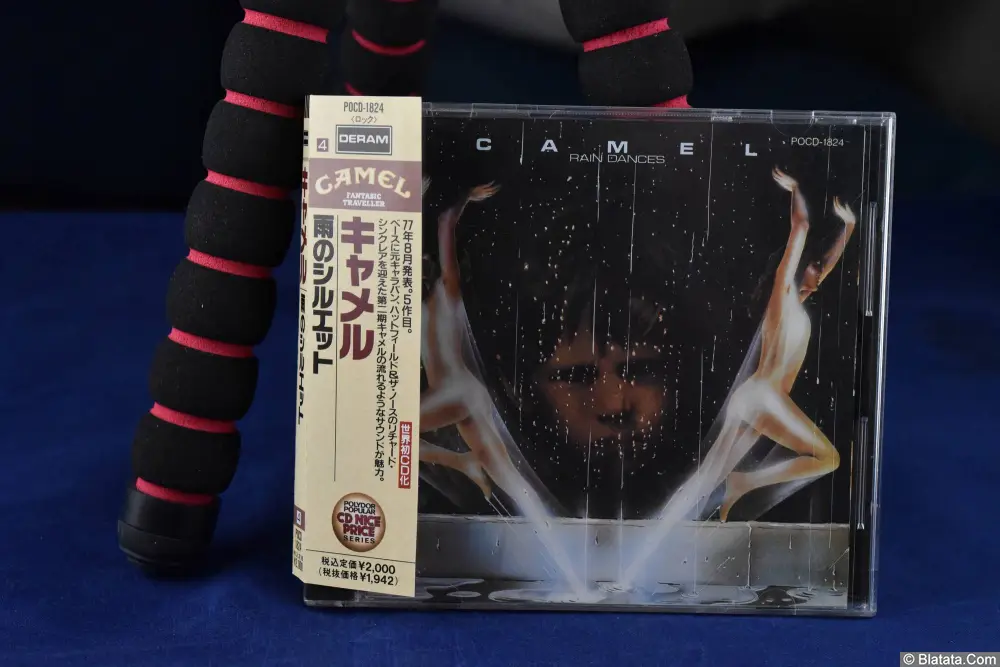 POCD-1824
〈ロック〉
4
DERAM
CAMEL
FANTASIC
TRAVELLER
77年8月発表。5作目。
ベースに元キャラバン、ハットフィールド&ザ・ノースのリチャード・
シンクレアを迎えた第二期キャメルの流れるようなサウンドが魅力。
世界初CD化
キャメル
雨のシルエット
POLYDOR
POPULAR
CD NICE
PRICE
SERIES
税込定価¥2,000
(税抜価格¥1,942)
CAMEL
RAIN DANCES
POCD-1824
© Blatata.Com